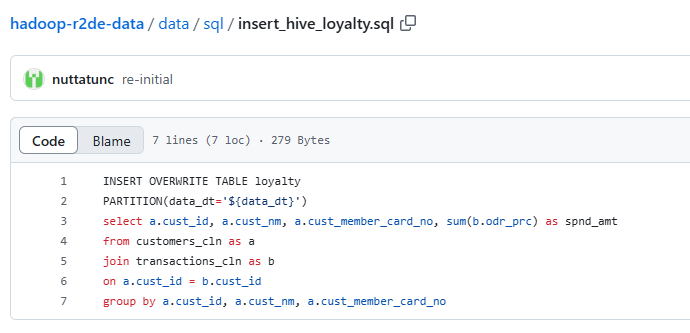 hadoop-r2de-data / data / sql / insert_hive_loyalty.sql
nuttatunc re-initial
Code Blame 7 lines (7 loc) · 279 Bytes
1 INSERT OVERWRITE TABLE loyalty
2 PARTITION(data_dt='${data_dt}')
3 select a.cust_id, a.cust_nm, a.cust_member_card_no, sum(b.odr_prc) as spnd_amt
4 from customers_cln as a
5 join transactions_cln as b
6 on a.cust_id = b.cust_id
7 group by a.cust_id, a.cust_nm, a.cust_member_card_no